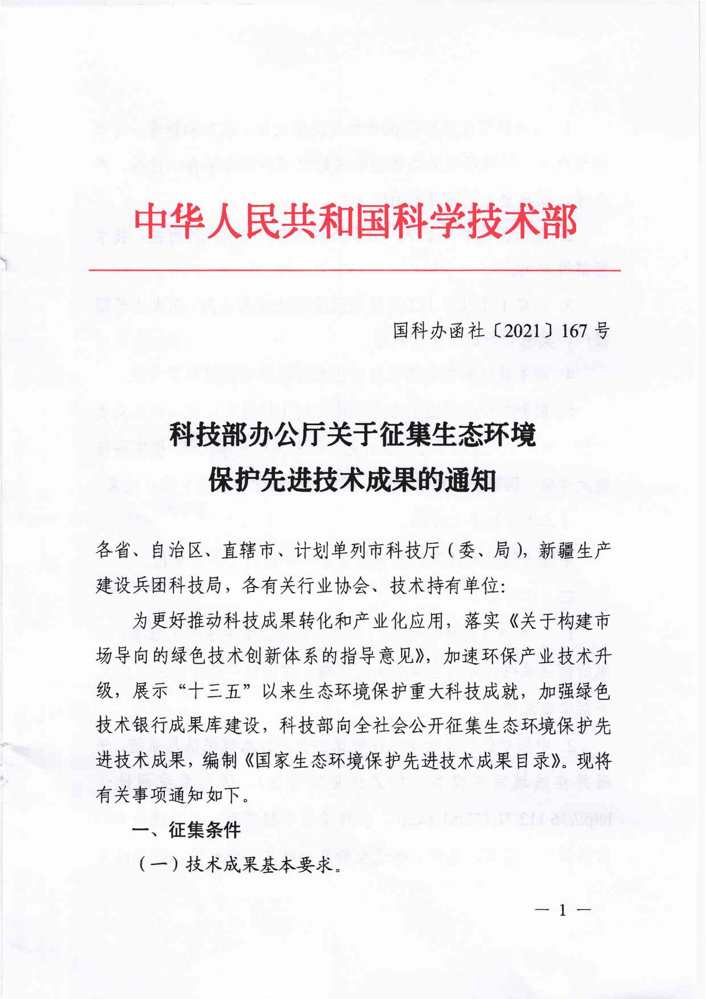 中华人民共和国科学技术部
国科办函社〔2021〕167号
科技部办公厅关于征集生态环境
保护先进技术成果的通知
各省、自治区、直辖市、计划单列市科技厅（委、局），新疆生产
建设兵团科技局，各有关行业协会、技术持有单位：
为更好推动科技成果转化和产业化应用，落实《关于构建市
场导向的绿色技术创新体系的指导意见》，加速环保产业技术升
级，展示“十三五”以来生态环境保护重大科技成就，加强绿色
技术银行成果库建设，科技部向全社会公开征集生态环境保护先
进技术成果，编制《国家生态环境保护先进技术成果目录》。现将
有关事项通知如下。
一、征集条件
（一）技术成果基本要求。
— 1 —